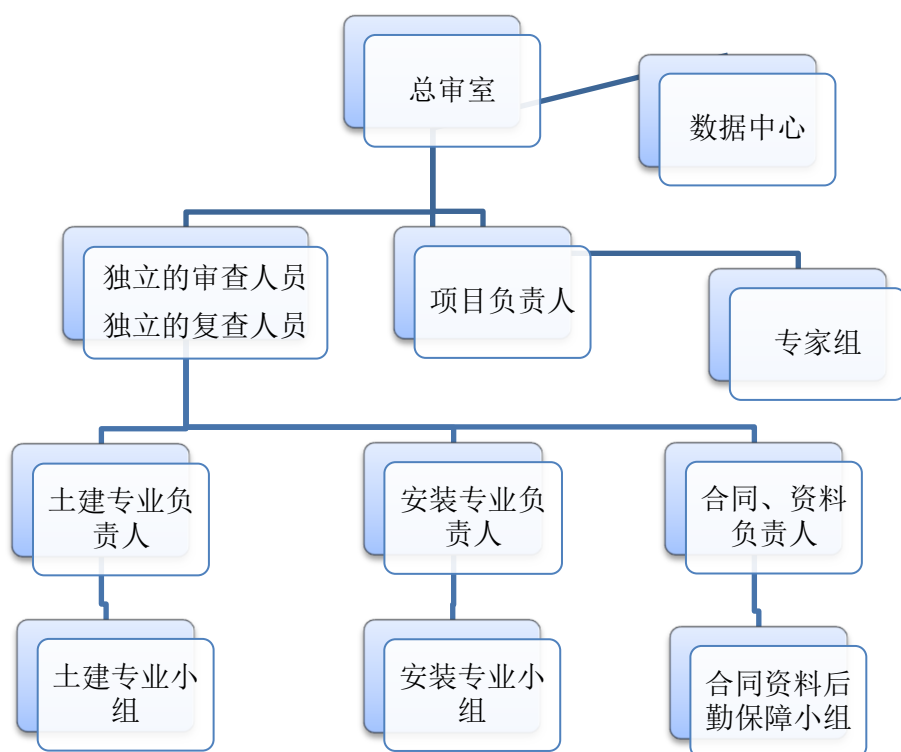 总审室
数据中心
独立的审查人员
独立的复查人员
项目负责人
专家组
土建专业负
责人
安装专业负
责人
合同、资料
负责人
土建专业小
组
安装专业小
组
合同资料后
勤保障小组